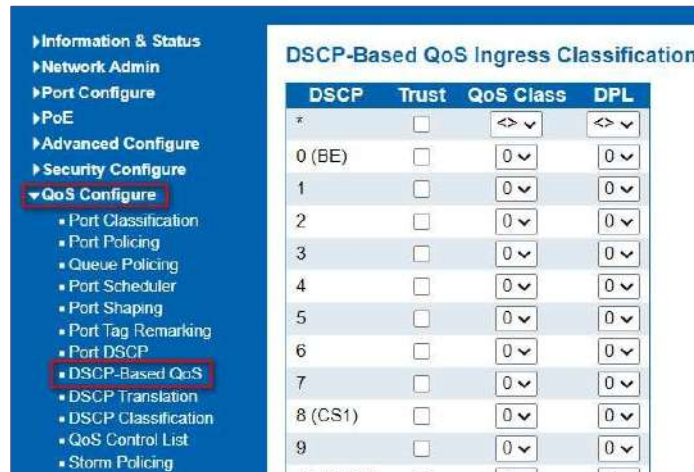 Information & Status
Network Admin
Port Configure
PoE
Advanced Configure
Security Configure
QoS Configure
Port Classification
Port Policing
Queue Policing
Port Scheduler
Port Shaping
Port Tag Remarking
Port DSCP
DSCP-Based QoS
DSCP Translation
DSCP Classification
QoS Control List
Storm Policing
DSCP-Based QoS Ingress Classification
DSCP Trust QoS Class DPL
* <> <>
0 (BE) 0 0
1 0 0
2 0 0
3 0 0
4 0 0
5 0 0
6 0 0
7 0 0
8 (CS1) 0 0
9 0 0